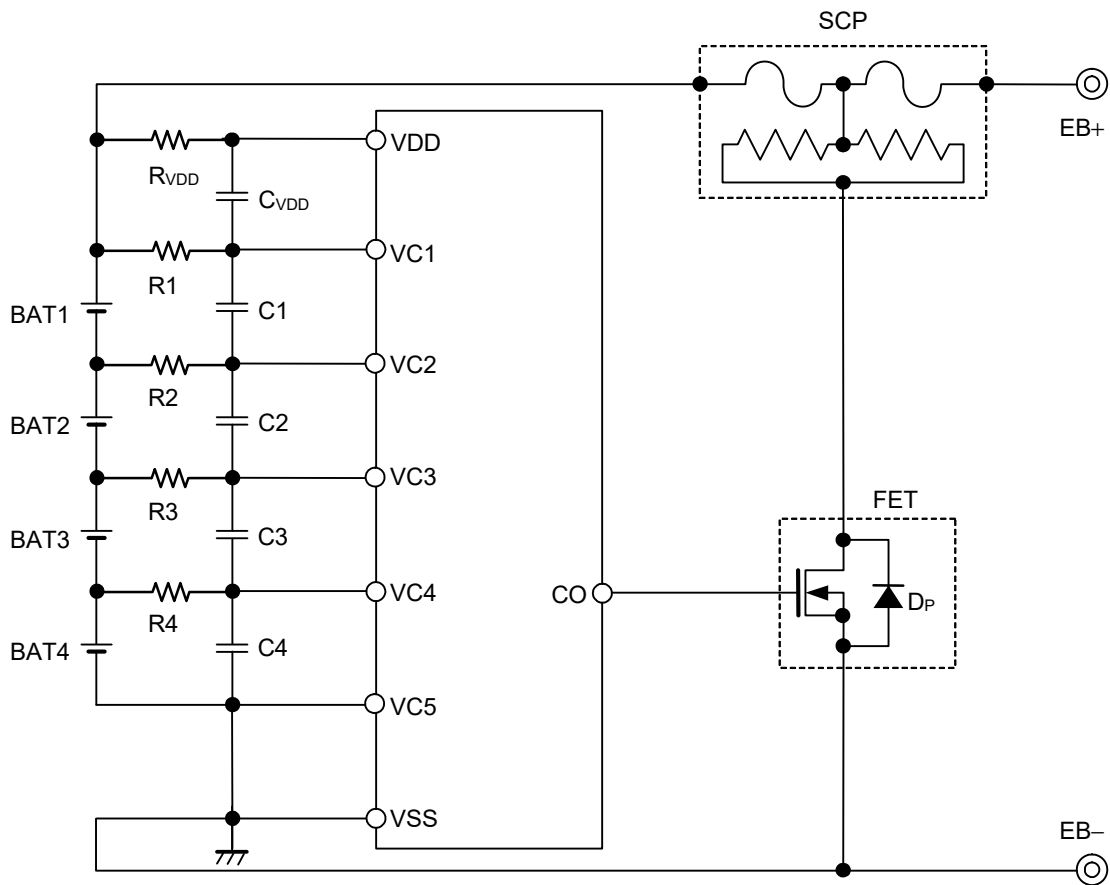 SCP
EB+
VDD
RVDD
CVDD
VC1
R1
BAT1
C1
VC2
R2
BAT2
C2
VC3
R3
FET
BAT3
C3
VC4
CO
DP
R4
BAT4
C4
VC5
VSS
EB−